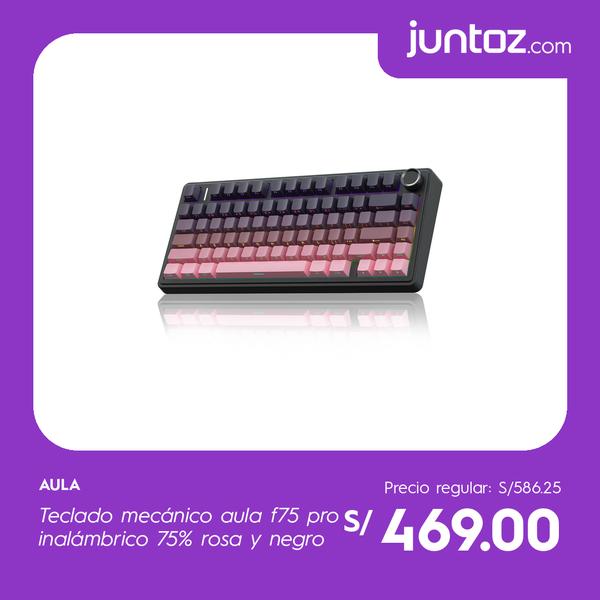 juntoz.com
AULA
Teclado mecánico aula f75 pro
inalámbrico 75% rosa y negro
Precio regular: S/586.25
S/ 469.00